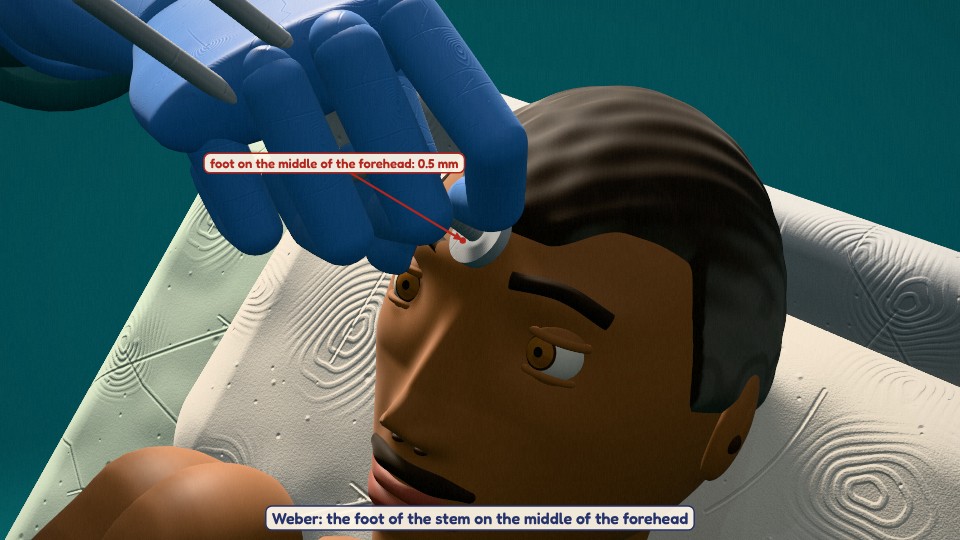 foot on the middle of the forehead: 0.5 mm
Weber: the foot of the stem on the middle of the forehead